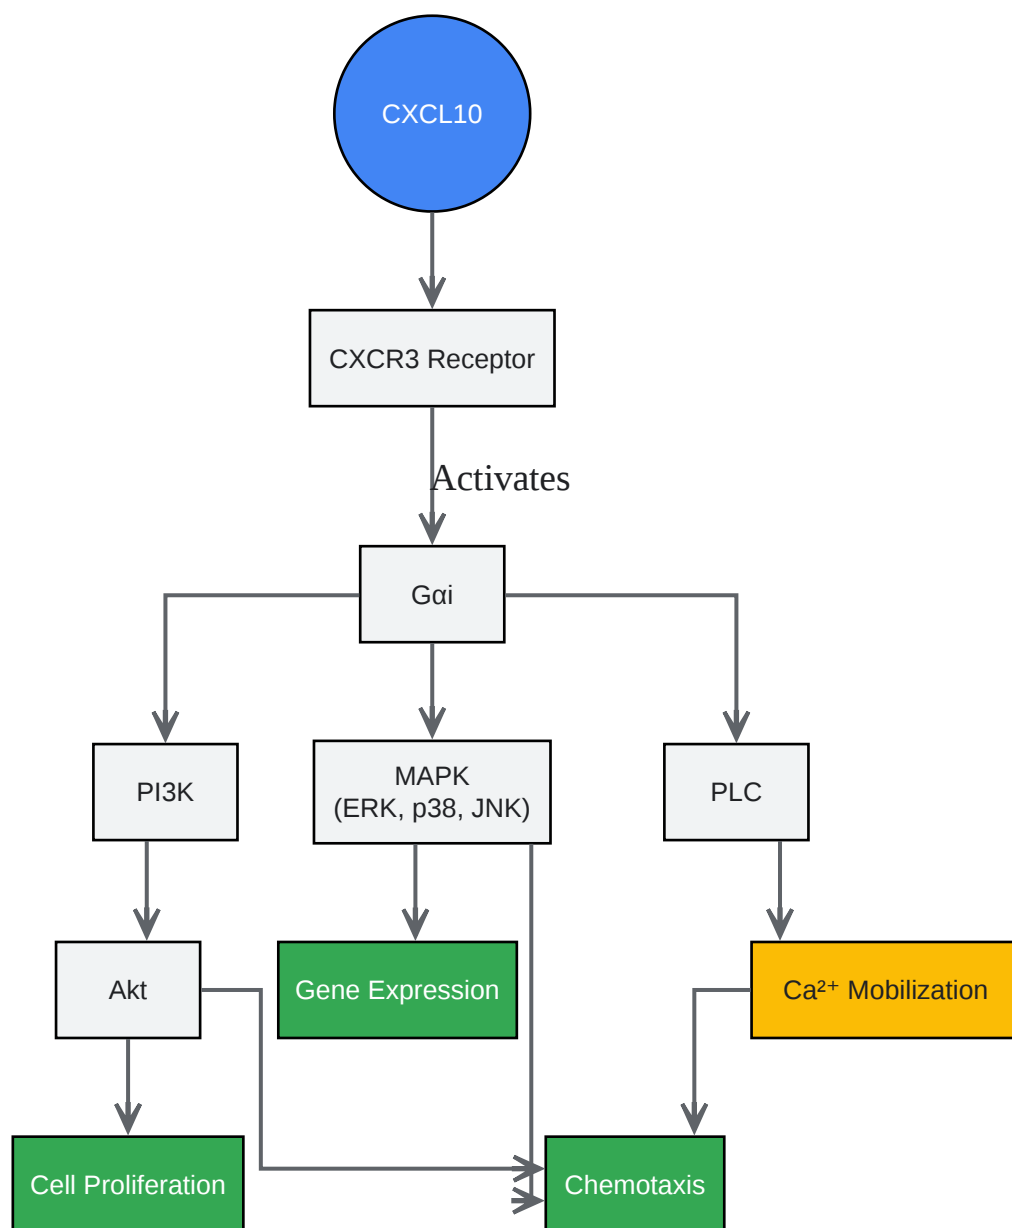 CXCL10
CXCR3 Receptor
Activates
Gαi
PI3K
MAPK
(ERK, p38, JNK)
PLC
Akt
Gene Expression
Ca²⁺ Mobilization
Cell Proliferation
Chemotaxis